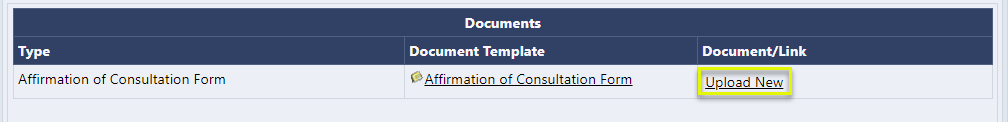 Documents
Type Document Template Document/Link
Affirmation of Consultation Form Affirmation of Consultation Form Upload New